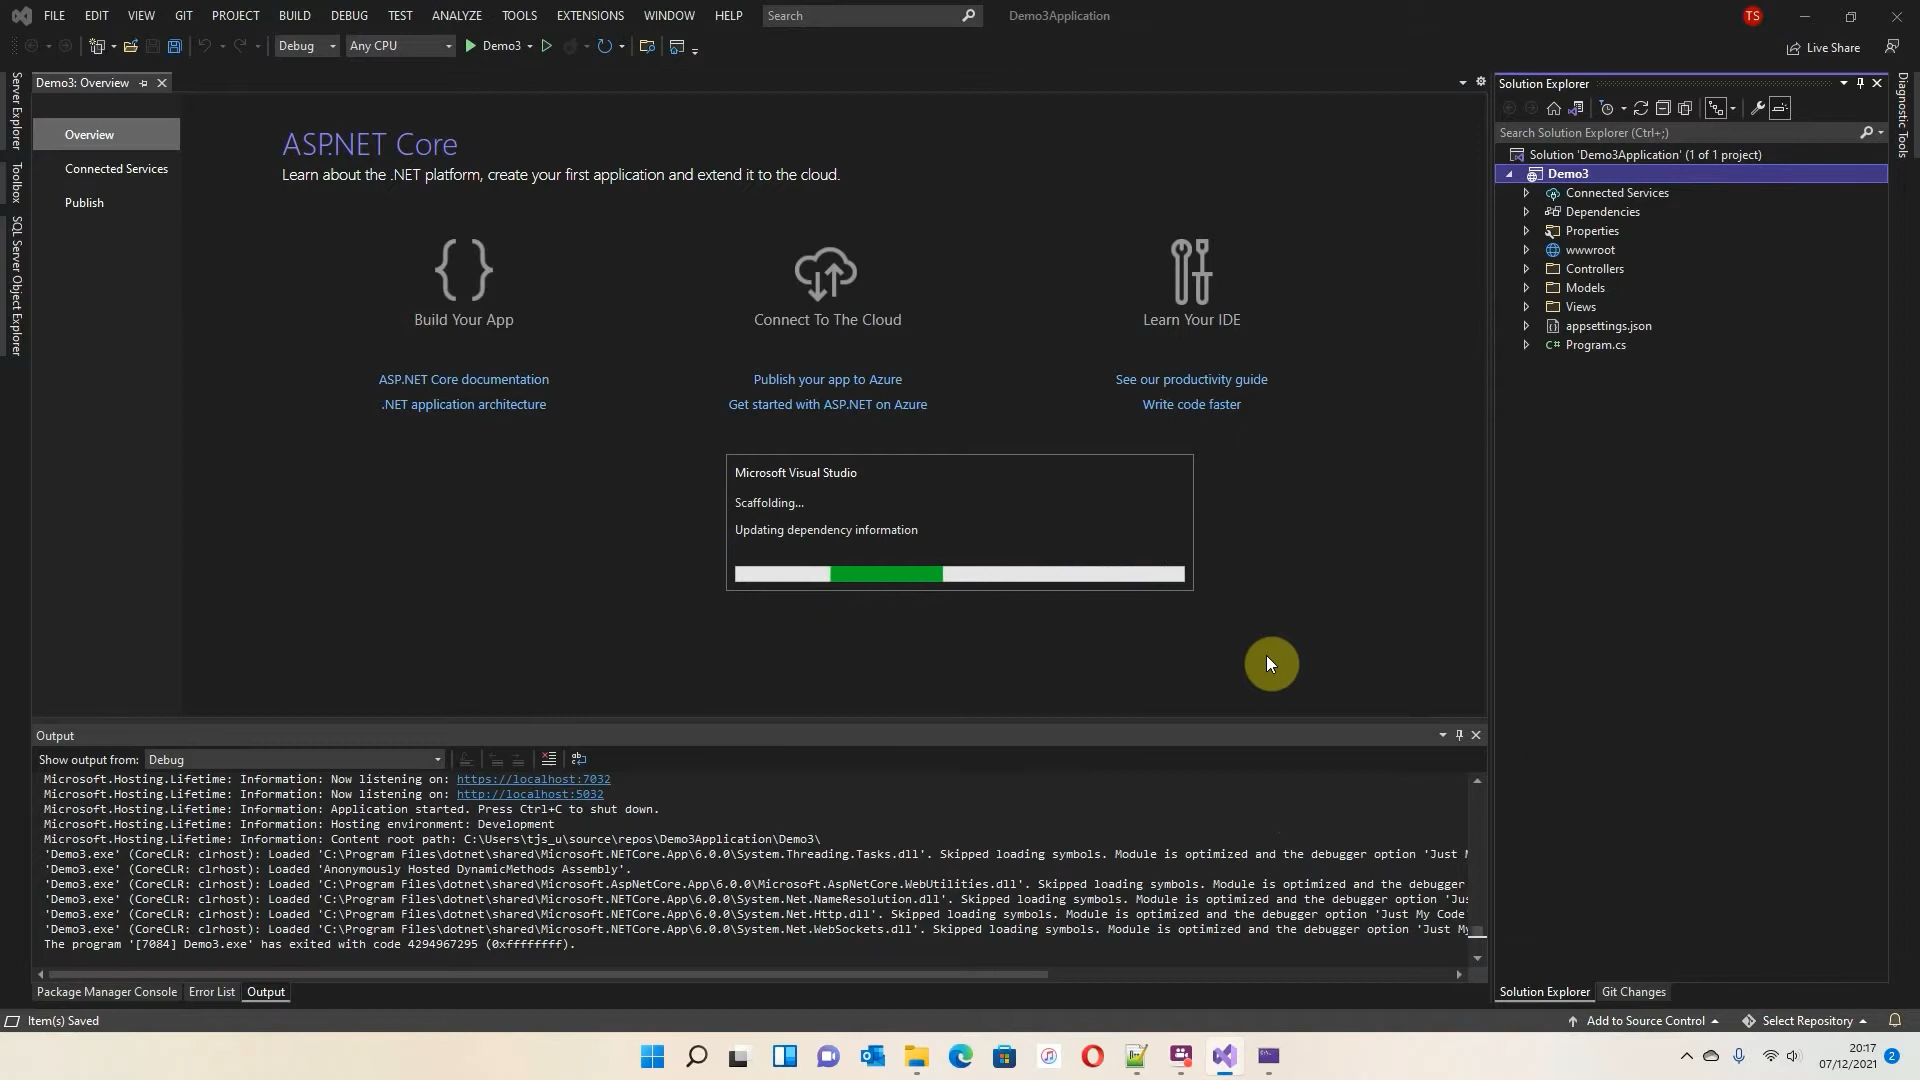 FILE EDIT VIEW GIT PROJECT BUILD DEBUG TEST ANALYZE TOOLS EXTENSIONS WINDOW HELP Search Demo3Application TS
Debug Any CPU Demo3 Live Share
Demo3: Overview
Server Explorer
Toolbox
SQL Server Object Explorer
Overview
Connected Services
Publish
ASP.NET Core
Learn about the .NET platform, create your first application and extend it to the cloud.
Build Your App
Connect To The Cloud
Learn Your IDE
ASP.NET Core documentation
Publish your app to Azure
See our productivity guide
.NET application architecture
Get started with ASP.NET on Azure
Write code faster
Microsoft Visual Studio
Scaffolding...
Updating dependency information
Solution Explorer
Search Solution Explorer (Ctrl+;)
Solution 'Demo3Application' (1 of 1 project)
Demo3
Connected Services
Dependencies
Properties
wwwroot
Controllers
Models
Views
appsettings.json
C# Program.cs
Diagnostic Tools
Output
Show output from: Debug
Microsoft.Hosting.Lifetime: Information: Now listening on: https://localhost:7032
Microsoft.Hosting.Lifetime: Information: Now listening on: http://localhost:5032
Microsoft.Hosting.Lifetime: Information: Application started. Press Ctrl+C to shut down.
Microsoft.Hosting.Lifetime: Information: Hosting environment: Development
Microsoft.Hosting.Lifetime: Information: Content root path: C:\Users\tjs_u\source\repos\Demo3Application\Demo3\
'Demo3.exe' (CoreCLR: clrhost): Loaded 'C:\Program Files\dotnet\shared\Microsoft.NETCore.App\6.0.0\System.Threading.Tasks.dll'. Skipped loading symbols. Module is optimized and the debugger option 'Just M
'Demo3.exe' (CoreCLR: clrhost): Loaded 'Anonymously Hosted DynamicMethods Assembly'.
'Demo3.exe' (CoreCLR: clrhost): Loaded 'C:\Program Files\dotnet\shared\Microsoft.AspNetCore.App\6.0.0\Microsoft.AspNetCore.WebUtilities.dll'. Skipped loading symbols. Module is optimized and the debugger
'Demo3.exe' (CoreCLR: clrhost): Loaded 'C:\Program Files\dotnet\shared\Microsoft.NETCore.App\6.0.0\System.Net.NameResolution.dll'. Skipped loading symbols. Module is optimized and the debugger option 'Jus
'Demo3.exe' (CoreCLR: clrhost): Loaded 'C:\Program Files\dotnet\shared\Microsoft.NETCore.App\6.0.0\System.Net.Http.dll'. Skipped loading symbols. Module is optimized and the debugger option 'Just My Code
'Demo3.exe' (CoreCLR: clrhost): Loaded 'C:\Program Files\dotnet\shared\Microsoft.NETCore.App\6.0.0\System.Net.WebSockets.dll'. Skipped loading symbols. Module is optimized and the debugger option 'Just My
The program '[7084] Demo3.exe' has exited with code 4294967295 (0xffffffff).
Package Manager Console Error List Output
Solution Explorer Git Changes
Item(s) Saved Add to Source Control Select Repository
20:17
07/12/2021 2